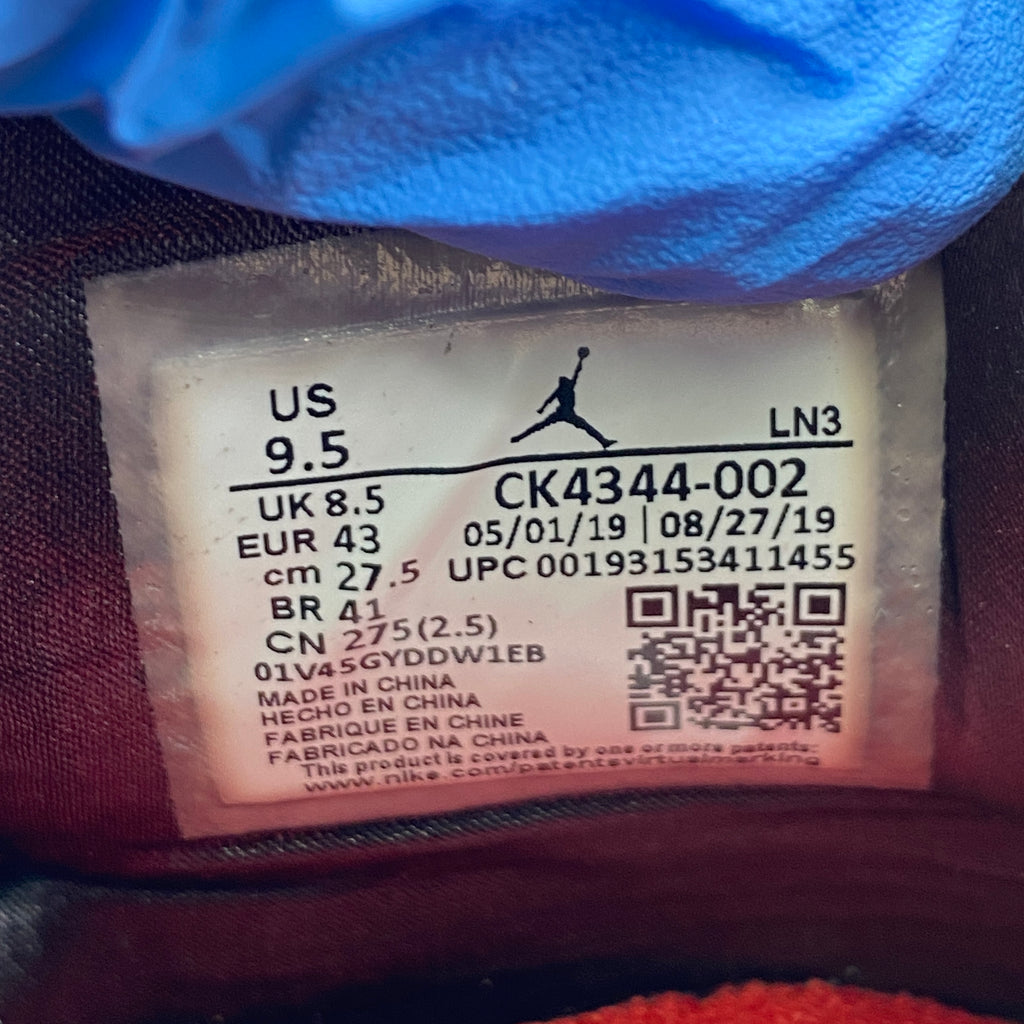 US
9.5
LN3
UK 8.5
CK4344-002
EUR 43
05/01/19 | 08/27/19
cm 27.5
UPC 00193153411455
BR 41
CN 275(2.5)
01V45GYDDW1EB
MADE IN CHINA
HECHO EN CHINA
FABRIQUE EN CHINE
FABRICADO NA CHINA
This product is covered by one or more patents:
www.nike.com/patentsvirtualmarking